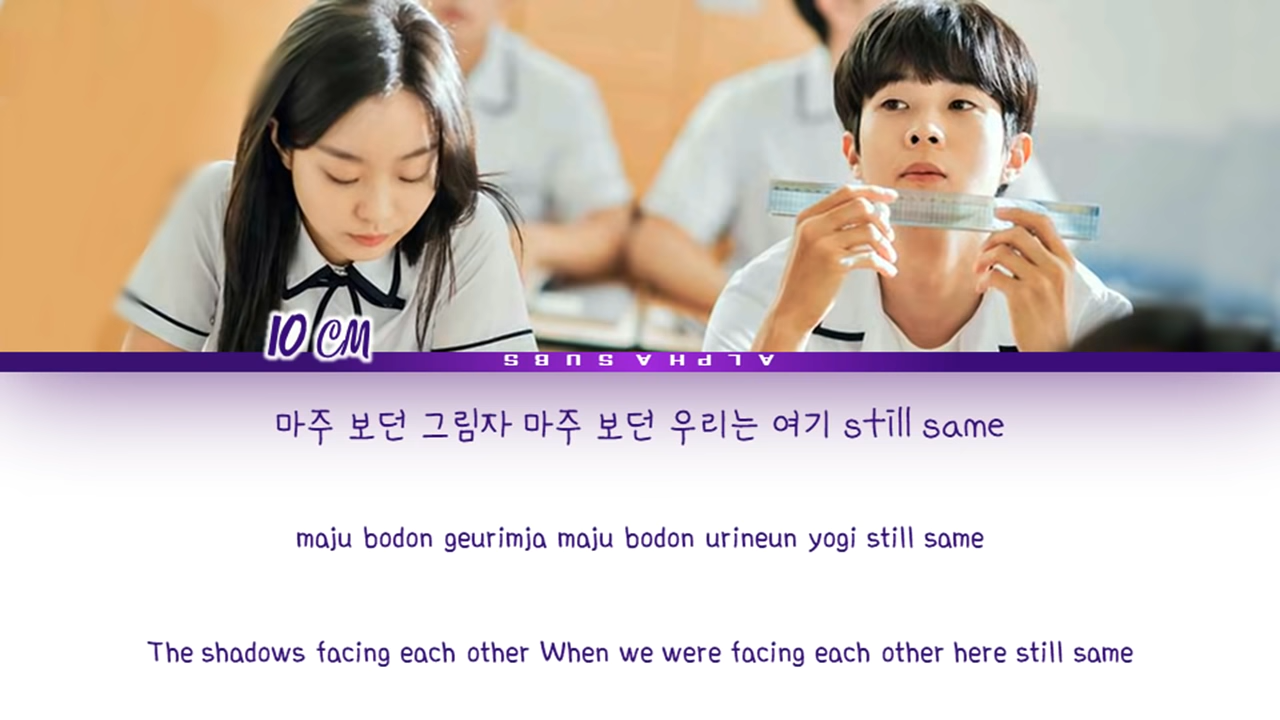 10 CM
ALPHASUBS
마주 보던 그림자 마주 보던 우리는 여기 still same
maju bodon geurimja maju bodon urineun yogi still same
The shadows facing each other When we were facing each other here still same